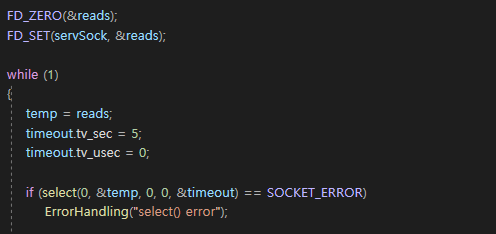 FD_ZERO(&reads);
FD_SET(servSock, &reads);
while (1)
{
temp = reads;
timeout.tv_sec = 5;
timeout.tv_usec = 0;
if (select(0, &temp, 0, 0, &timeout) == SOCKET_ERROR)
ErrorHandling("select() error");